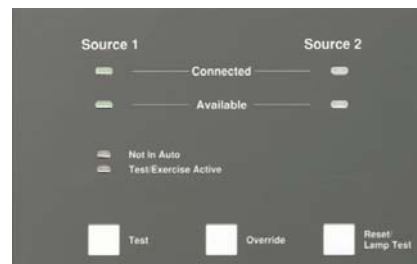 Source 1 Source 2
Connected
Available
Not In Auto
Test/Exercise Active
Test
Override
Reset/
Lamp Test